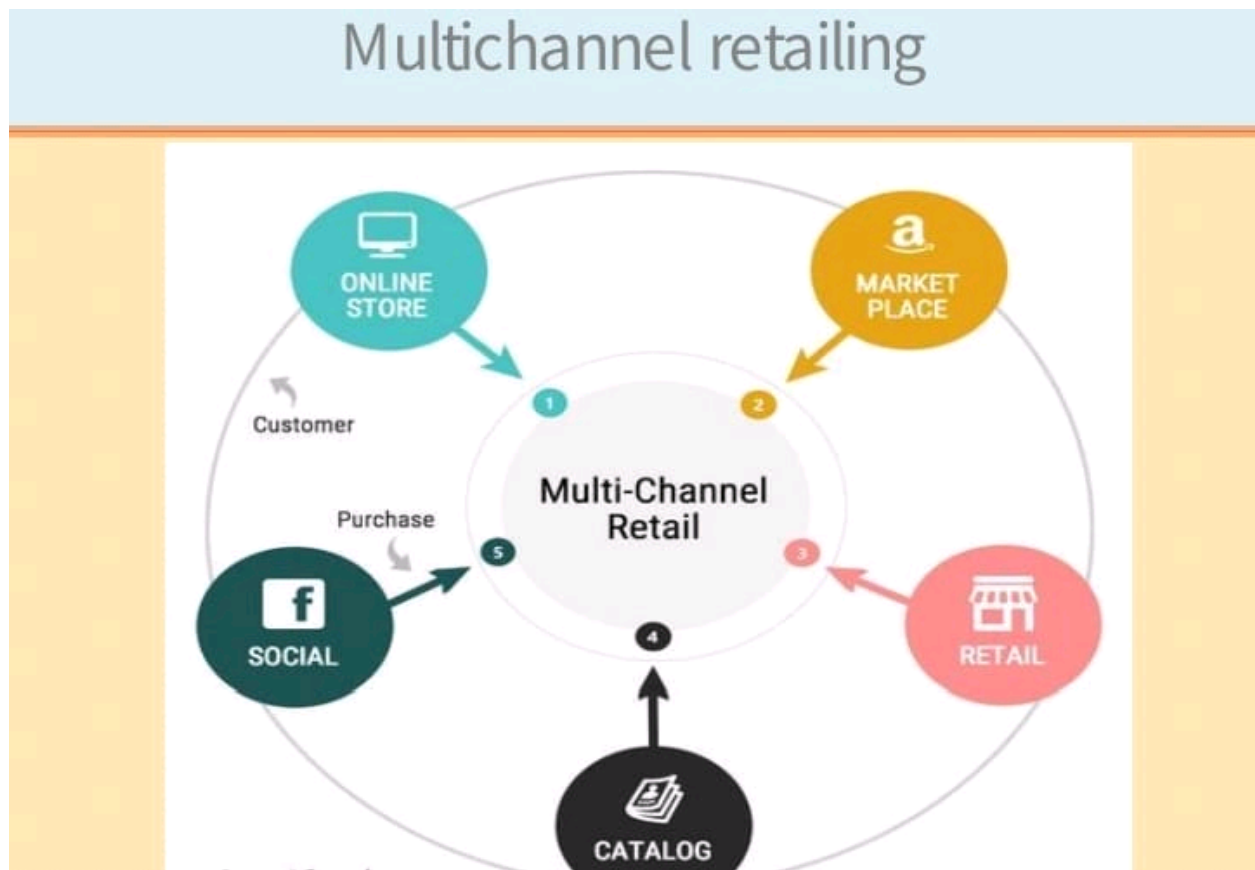 Multichannel retailing
ONLINE
STORE
a
MARKET
PLACE
Customer
1
2
Multi-Channel
Retail
Purchase
5
3
f
SOCIAL
RETAIL
4
CATALOG